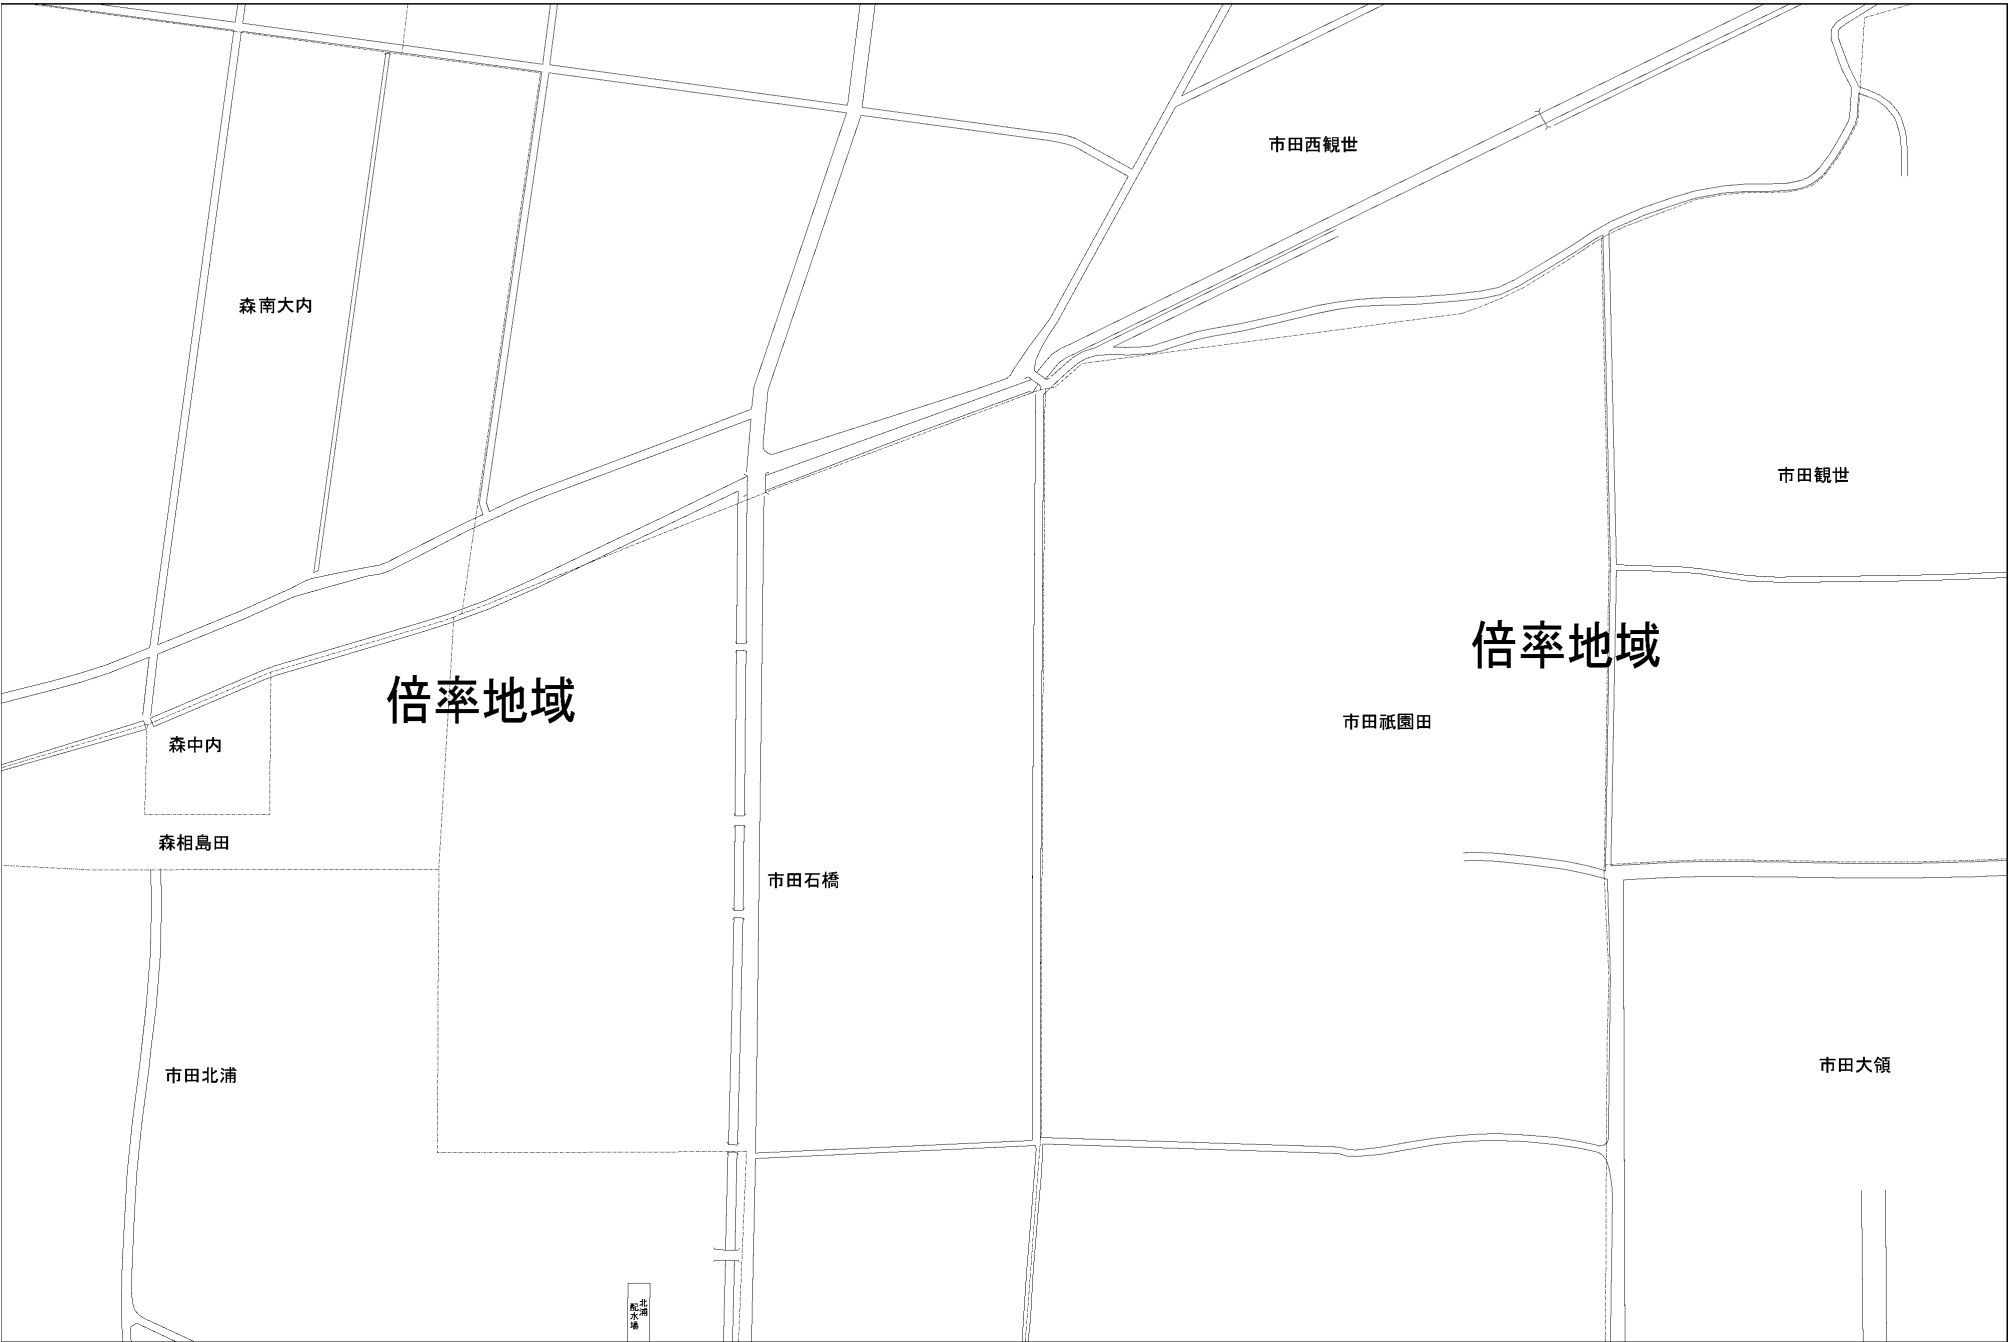 市田西観世
森南大内
市田観世
倍率地域
倍率地域
市田祇園田
森中内
森相島田
市田石橋
市田北浦
市田大領
北浦
配水場